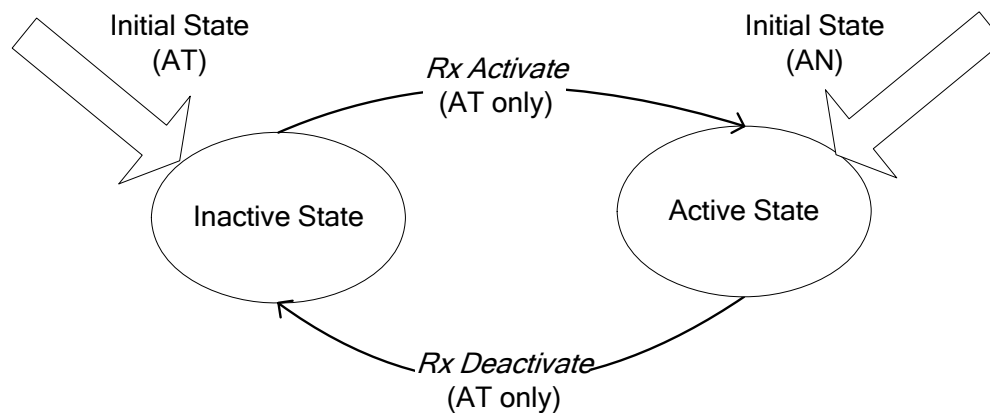 Initial State
(AT)
Initial State
(AN)
Rx Activate
(AT only)
Inactive State
Active State
Rx Deactivate
(AT only)